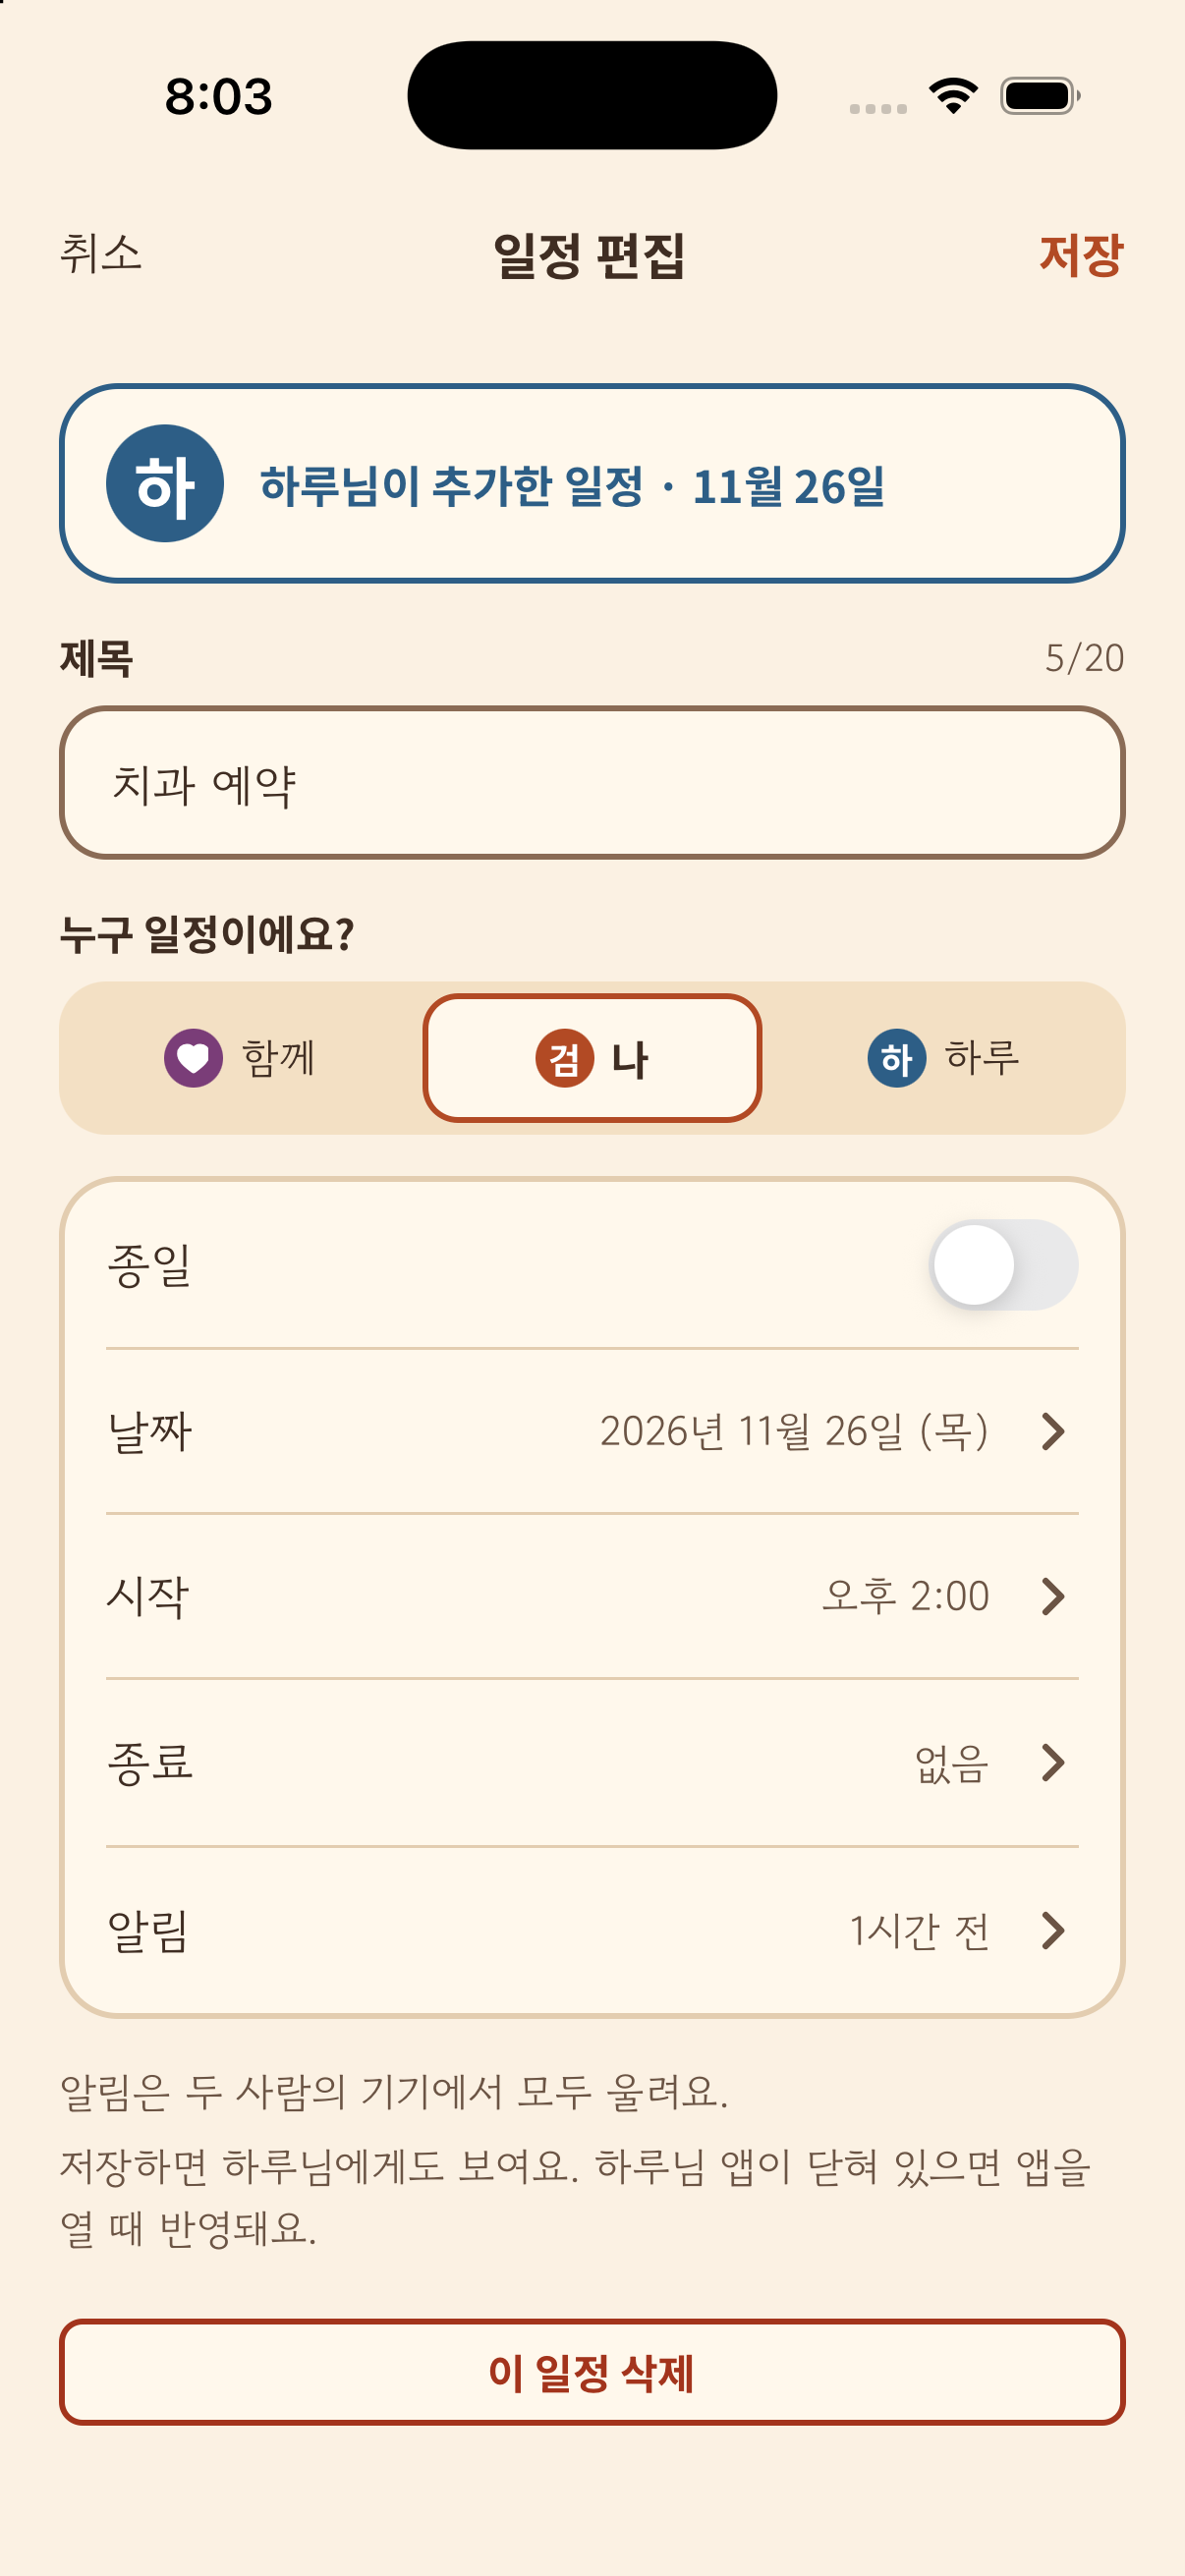 8:03
취소 일정 편집 저장
하 하루님이 추가한 일정 · 11월 26일
제목 5/20
치과 예약
누구 일정이에요?
함께 검 나 하 하루
종일
날짜 2026년 11월 26일 (목)
시작 오후 2:00
종료 없음
알림 1시간 전
알림은 두 사람의 기기에서 모두 울려요.
저장하면 하루님에게도 보여요. 하루님 앱이 닫혀 있으면 앱을
열 때 반영돼요.
이 일정 삭제